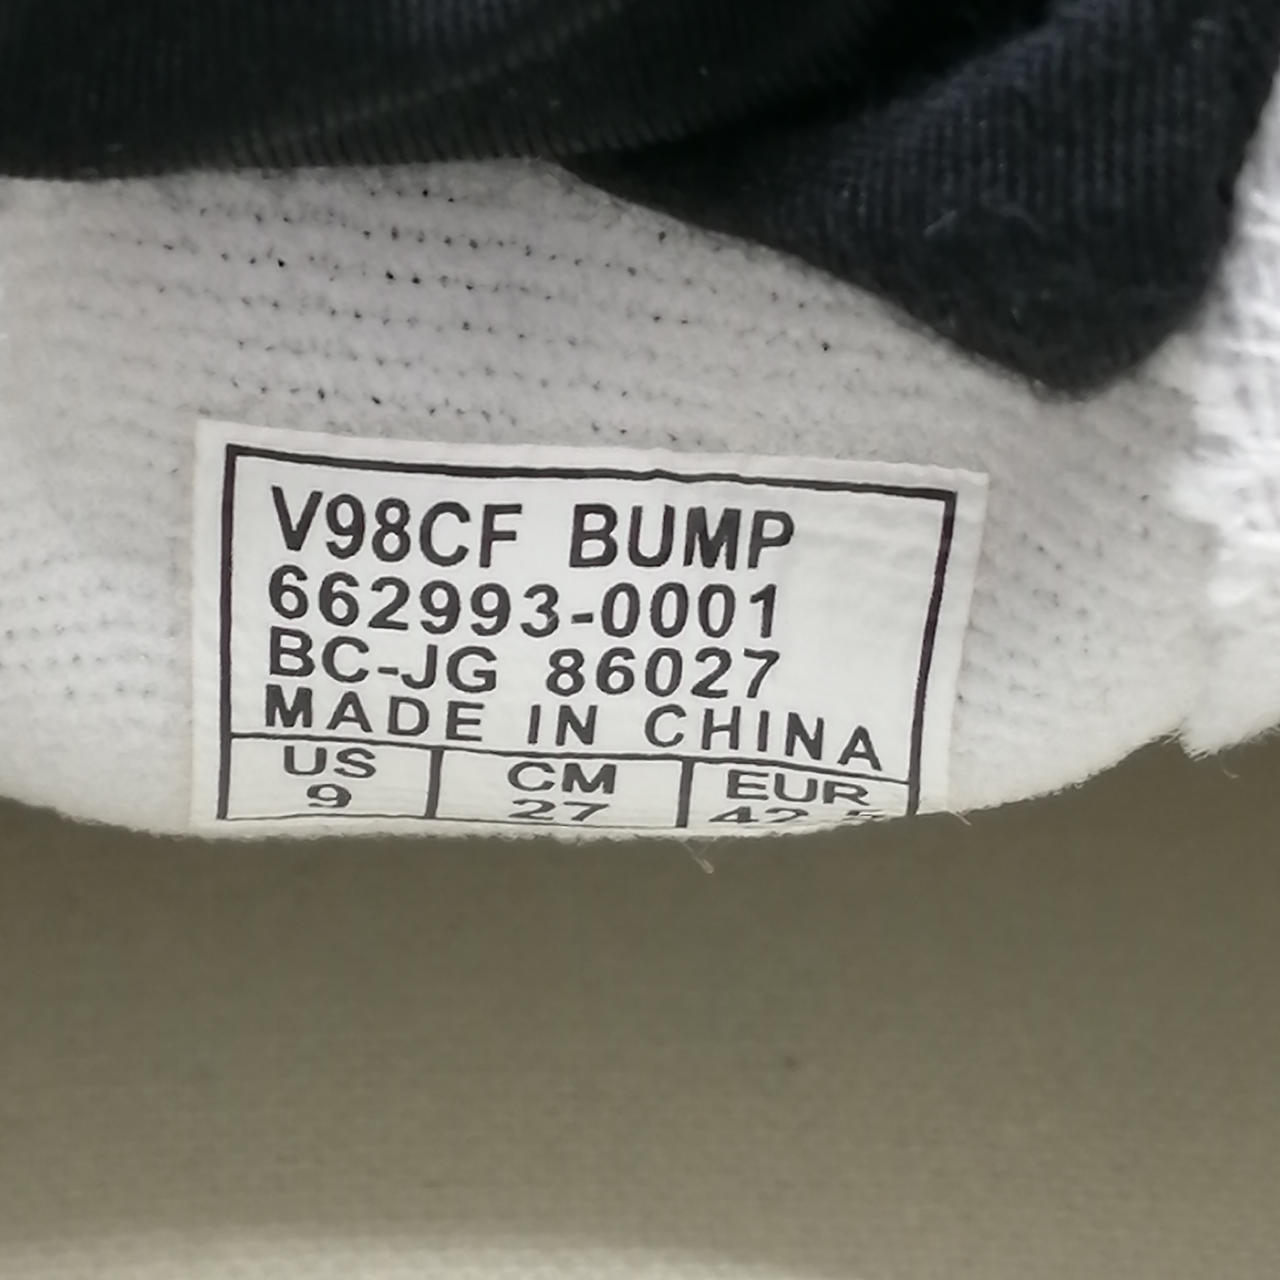 V98CF BUMP
662993-0001
BC-JG 86027
MADE IN CHINA
US CM EUR
9 27